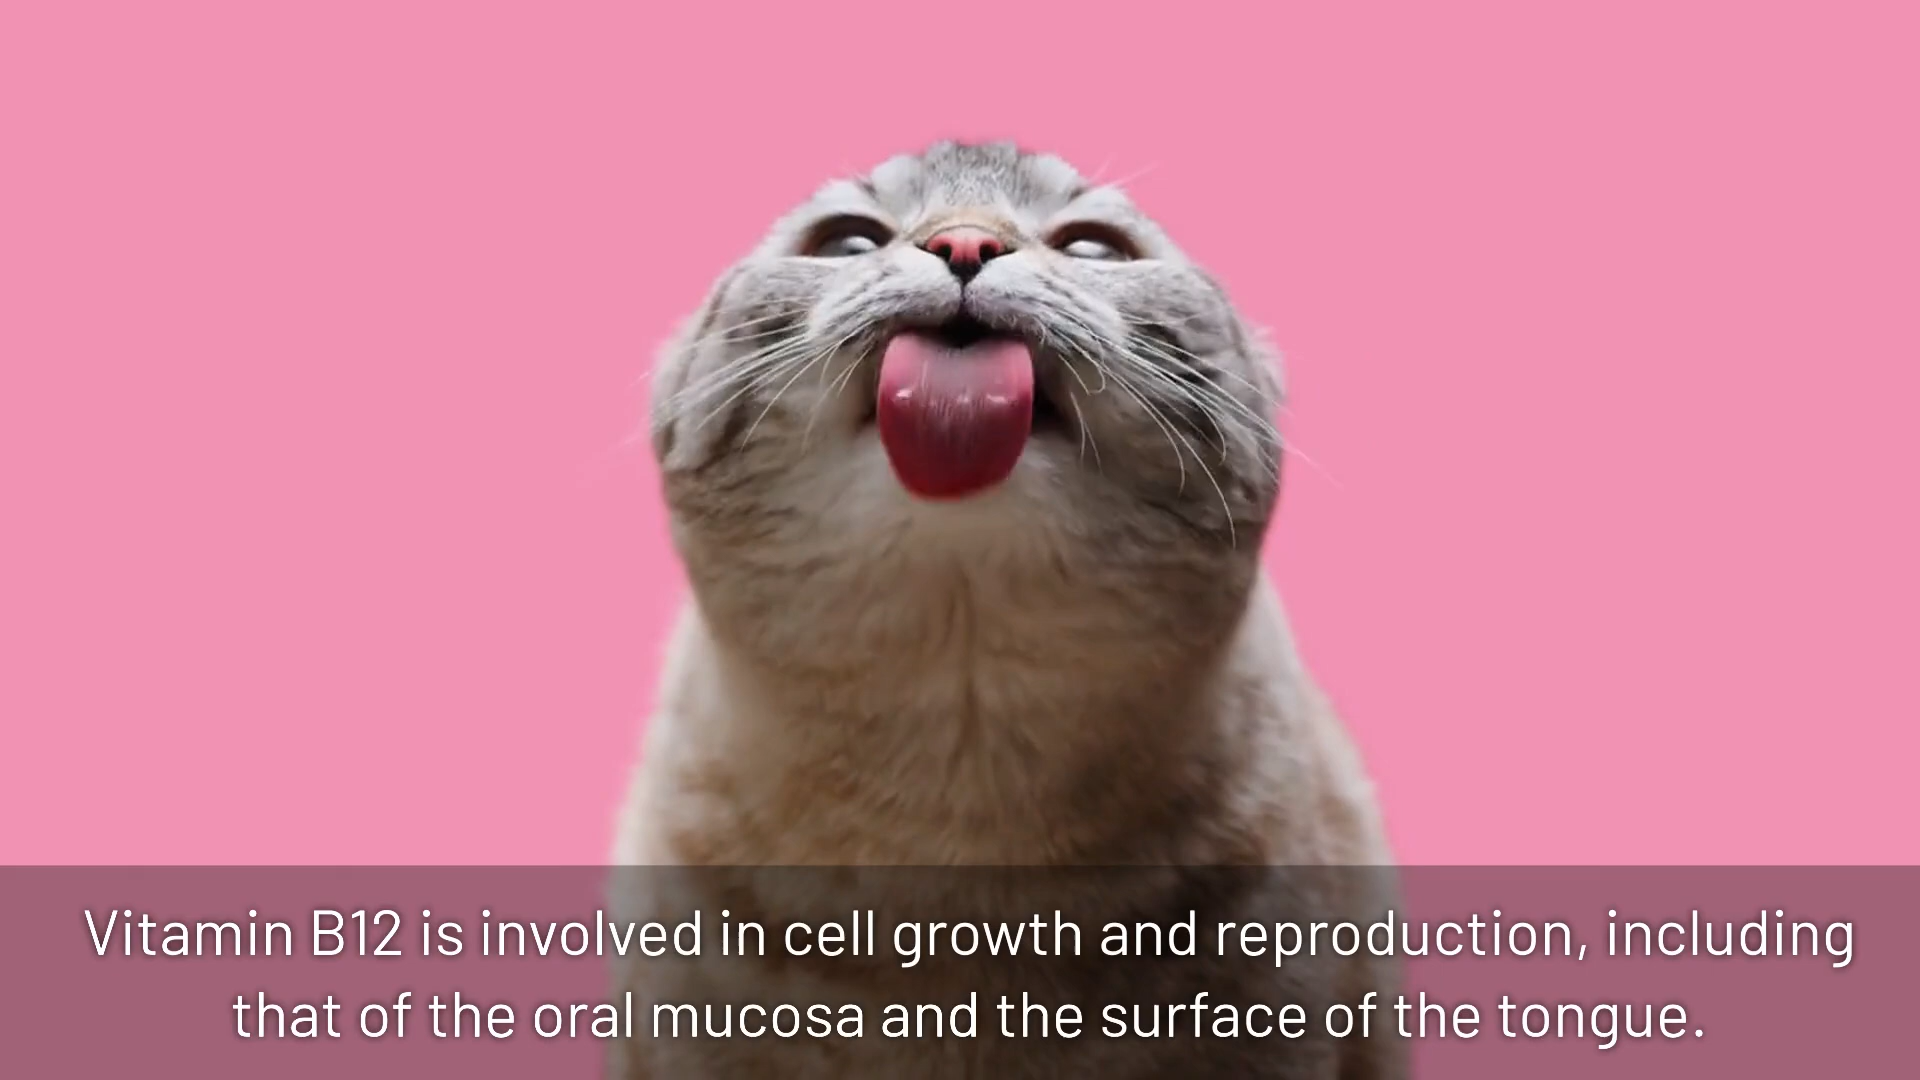 Vitamin B12 is involved in cell growth and reproduction, including
that of the oral mucosa and the surface of the tongue.